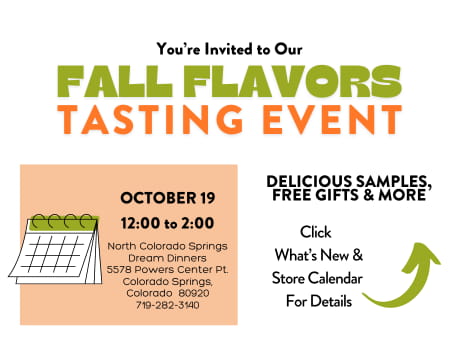 You're Invited to Our
FALL FLAVORS
TASTING EVENT
OCTOBER 19
12:00 to 2:00
North Colorado Springs
Dream Dinners
5578 Powers Center Pt.
Colorado Springs,
Colorado 80920
719-282-3140
DELICIOUS SAMPLES,
FREE GIFTS & MORE
Click
What's New &
Store Calendar
For Details